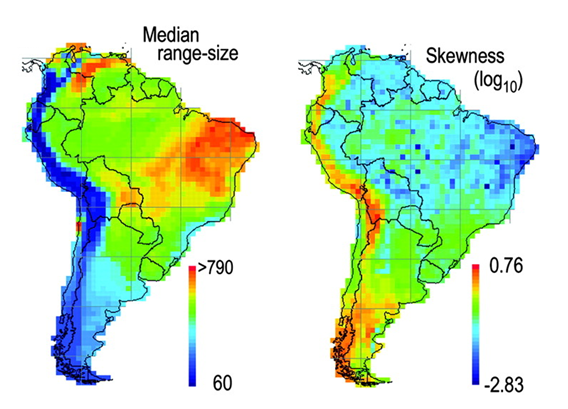 Median
range-size
>790
60
Skewness
(log10)
0.76
-2.83